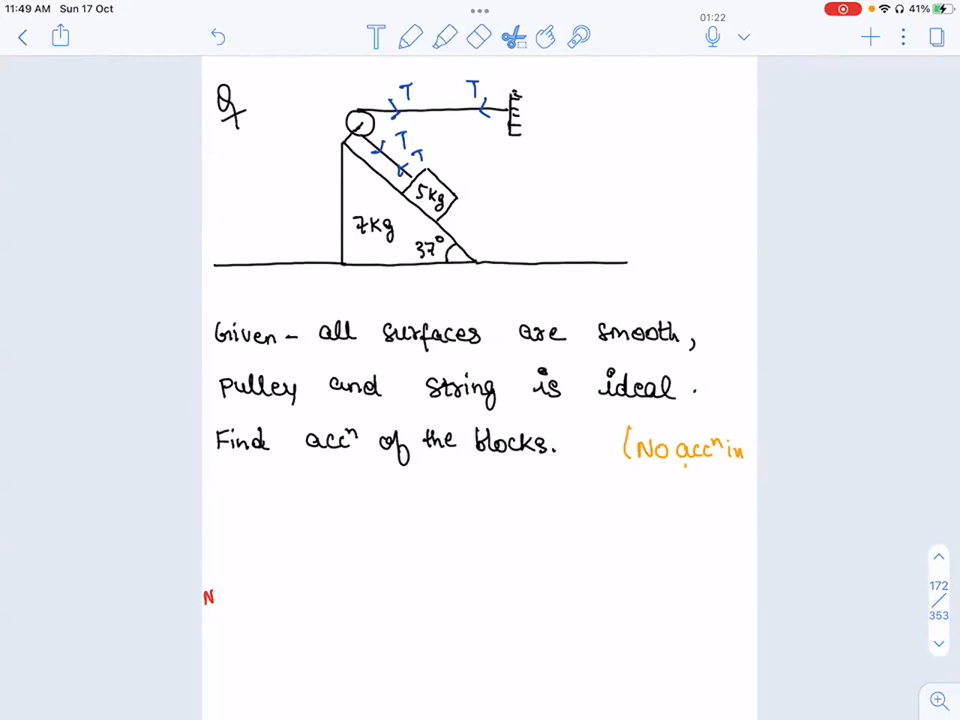 11:49 AM Sun 17 Oct
41%
01:22
T
Q
T
T
T
T
5kg
7kg
37°
Given - all surfaces are smooth,
pulley and string is ideal.
Find accⁿ of the blocks. (No accⁿ in
172
/
353
N